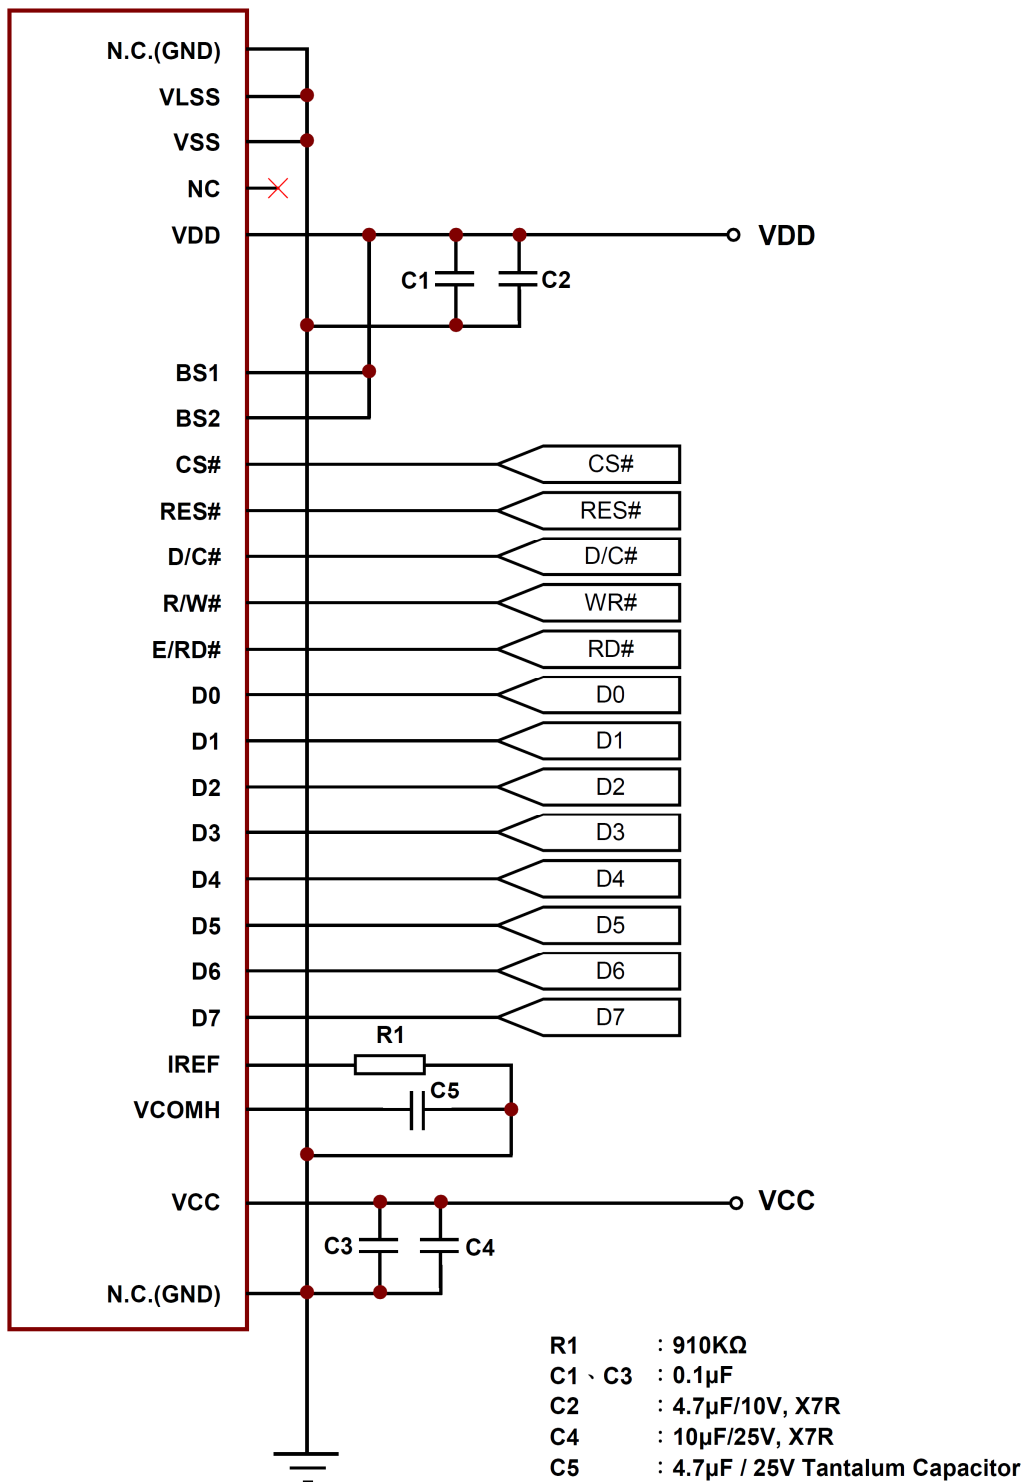 N.C.(GND)
VLSS
VSS
NC
VDD VDD
C1 C2
BS1
BS2
CS# CS#
RES# RES#
D/C# D/C#
R/W# WR#
E/RD# RD#
D0 D0
D1 D1
D2 D2
D3 D3
D4 D4
D5 D5
D6 D6
D7 D7
R1
IREF
C5
VCOMH
VCC VCC
C3 C4
N.C.(GND)
R1 : 910KΩ
C1、C3 : 0.1µF
C2 : 4.7µF/10V, X7R
C4 : 10µF/25V, X7R
C5 : 4.7µF / 25V Tantalum Capacitor